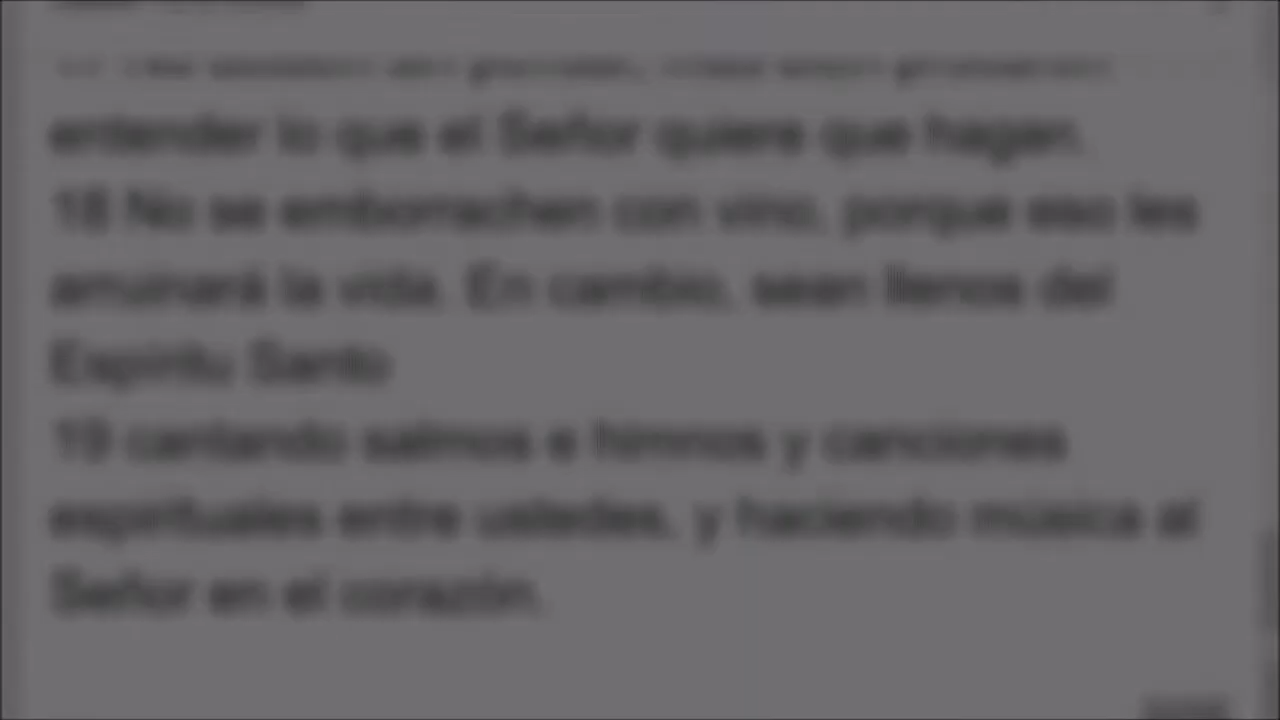 entender lo que el Señor quiere que hagan.
18 No se emborrachen con vino, porque eso les
arruinará la vida. En cambio, sean llenos del
Espíritu Santo
19 cantando salmos e himnos y canciones
espirituales entre ustedes, y haciendo música al
Señor en el corazón.